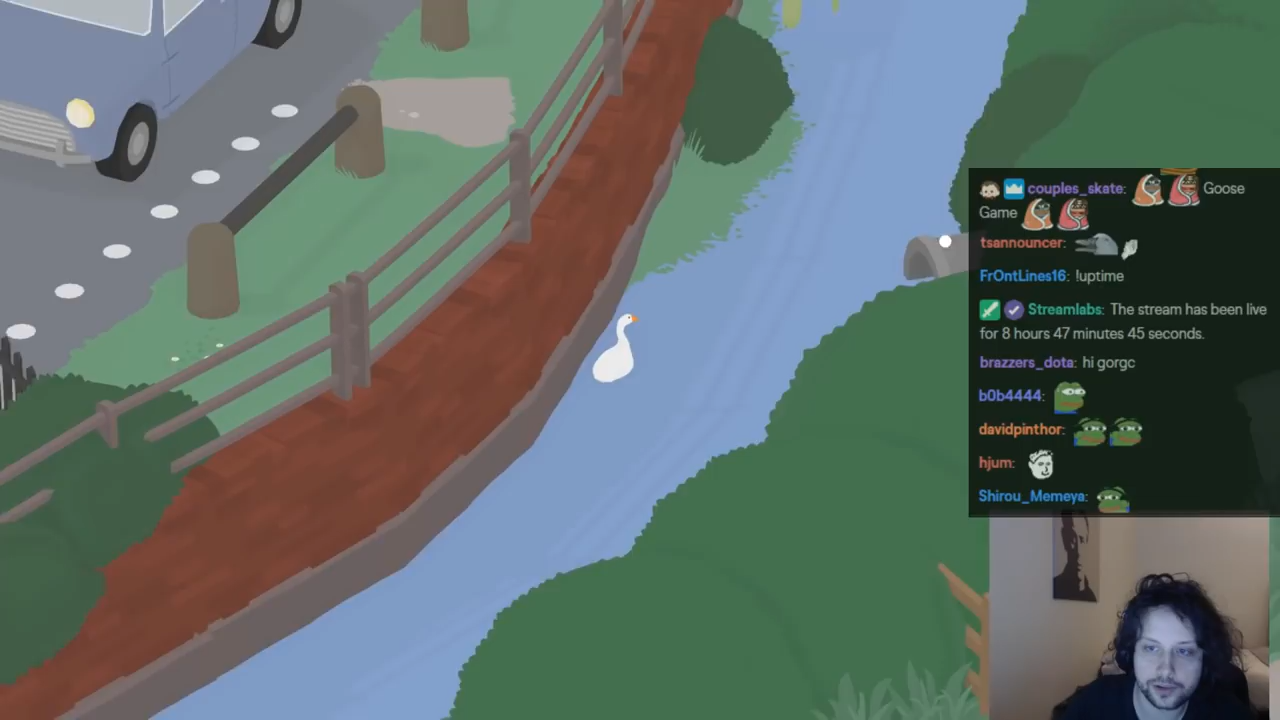 couples_skate: Goose
Game
tsannouncer:
FrOntLines16: !uptime
Streamlabs: The stream has been live
for 8 hours 47 minutes 45 seconds.
brazzers_dota: hi gorgc
b0b4444:
davidpinthor:
hjum:
Shirou_Memeya: